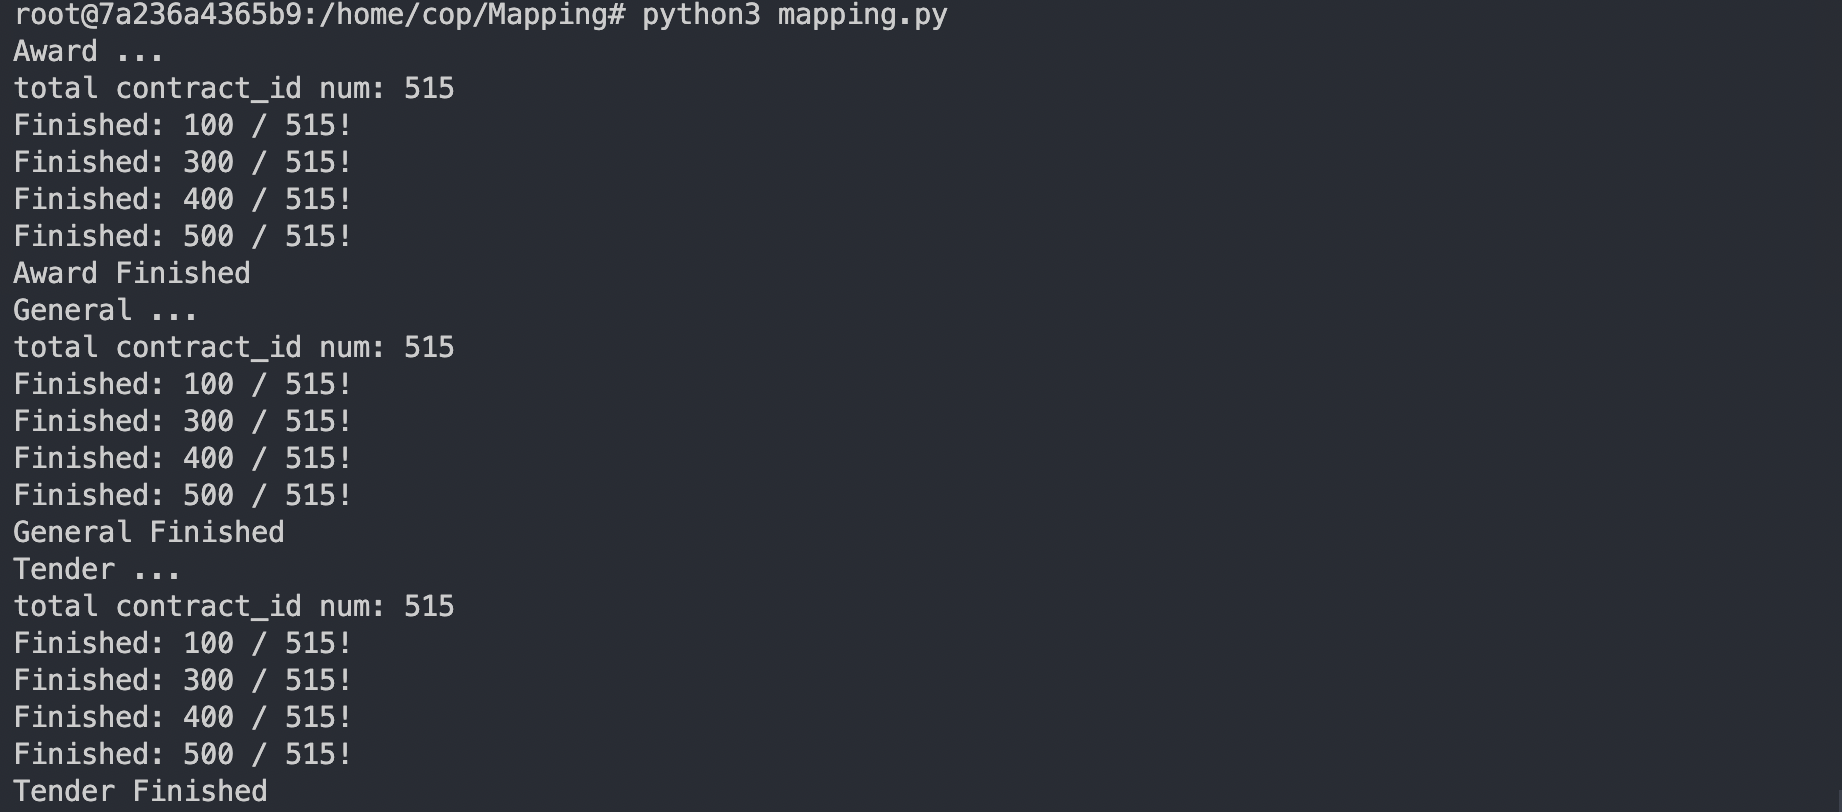 root@7a236a4365b9:/home/cop/Mapping# python3 mapping.py
Award ...
total contract_id num: 515
Finished: 100 / 515!
Finished: 300 / 515!
Finished: 400 / 515!
Finished: 500 / 515!
Award Finished
General ...
total contract_id num: 515
Finished: 100 / 515!
Finished: 300 / 515!
Finished: 400 / 515!
Finished: 500 / 515!
General Finished
Tender ...
total contract_id num: 515
Finished: 100 / 515!
Finished: 300 / 515!
Finished: 400 / 515!
Finished: 500 / 515!
Tender Finished